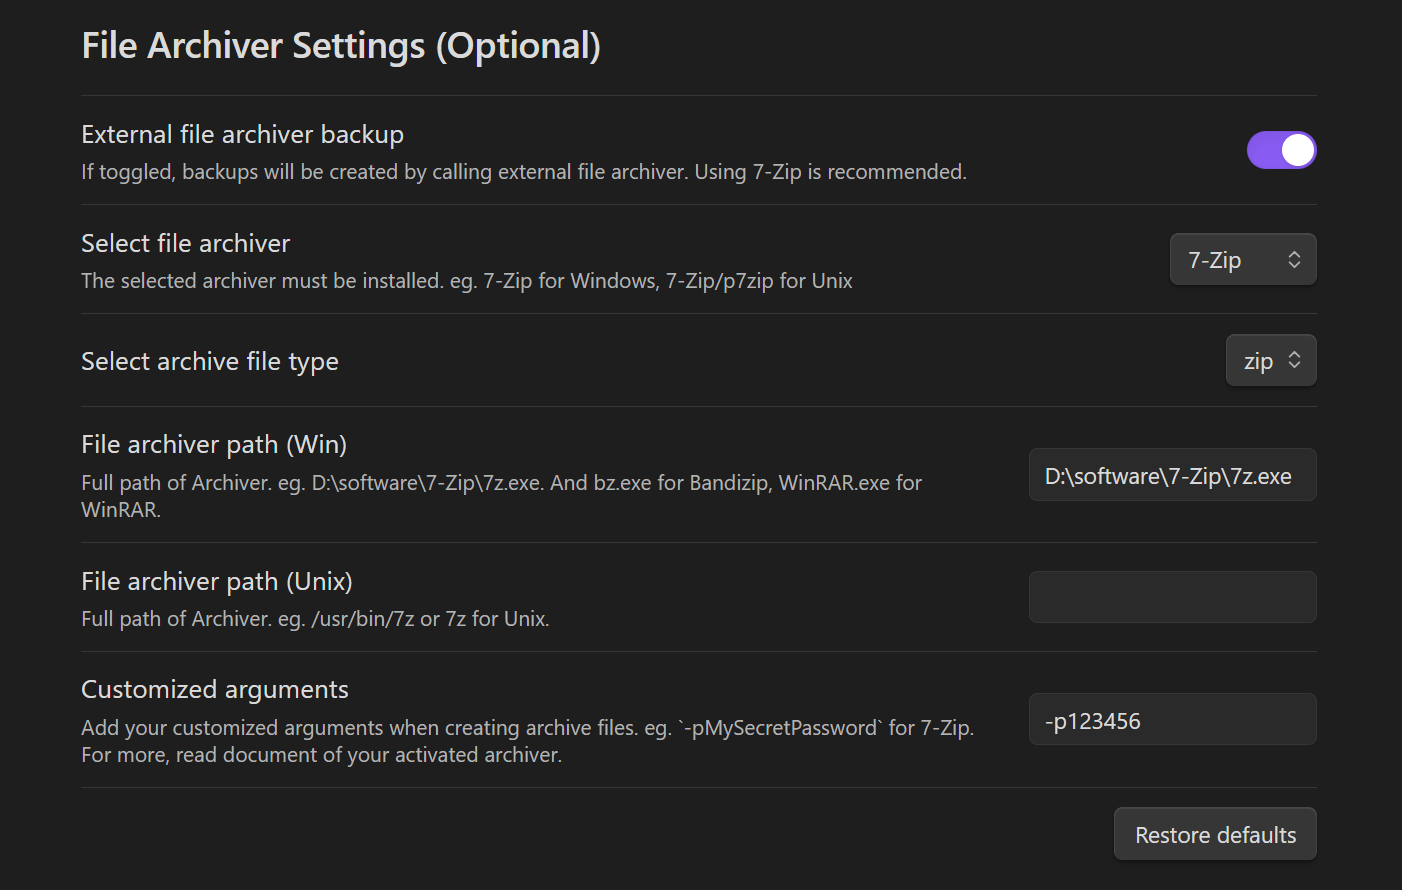 File Archiver Settings (Optional)
External file archiver backup
If toggled, backups will be created by calling external file archiver. Using 7-Zip is recommended.
Select file archiver
The selected archiver must be installed. eg. 7-Zip for Windows, 7-Zip/p7zip for Unix
7-Zip
Select archive file type
zip
File archiver path (Win)
Full path of Archiver. eg. D:\software\7-Zip\7z.exe. And bz.exe for Bandizip, WinRAR.exe for
WinRAR.
D:\software\7-Zip\7z.exe
File archiver path (Unix)
Full path of Archiver. eg. /usr/bin/7z or 7z for Unix.
Customized arguments
Add your customized arguments when creating archive files. eg. `-pMySecretPassword` for 7-Zip.
For more, read document of your activated archiver.
-p123456
Restore defaults